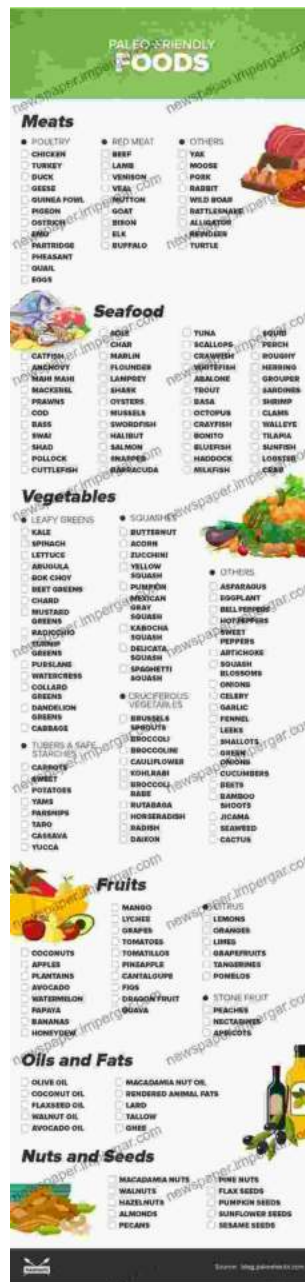 PALEO-FRIENDLY
FOODS
Meats
POULTRY
CHICKEN
TURKEY
DUCK
GEESE
GUINEA FOWL
PIGEON
OSTRICH
EMU
PARTRIDGE
PHEASANT
QUAIL
EGGS
RED MEAT
BEEF
LAMB
VENISON
VEAL
MUTTON
GOAT
BISON
ELK
BUFFALO
OTHERS
YAK
MOOSE
PORK
RABBIT
WILD BOAR
RATTLESNAKE
ALLIGATOR
REINDEER
TURTLE
Seafood
CATFISH
ANCHOVY
MAHI MAHI
MACKEREL
PRAWNS
COD
BASS
SWAI
SHAD
POLLOCK
CUTTLEFISH
SOLE
CHAR
MARLIN
FLOUNDER
LAMPREY
SHARK
OYSTERS
MUSSELS
SWORDFISH
HALIBUT
SALMON
SNAPPER
BARRACUDA
TUNA
SCALLOPS
CRAWFISH
WHITEFISH
ABALONE
TROUT
BASA
OCTOPUS
CRAYFISH
BONITO
BLUEFISH
HADDOCK
MILKFISH
SQUID
PERCH
ROUGHY
HERRING
GROUPER
SARDINES
SHRIMP
CLAMS
WALLEYE
TILAPIA
SUNFISH
LOBSTER
CRAB
Vegetables
LEAFY GREENS
KALE
SPINACH
LETTUCE
ARUGULA
BOK CHOY
BEET GREENS
CHARD
MUSTARD
GREENS
RADICCHIO
TURNIP
GREENS
PURSLANE
WATERCRESS
COLLARD
GREENS
DANDELION
GREENS
CABBAGE
TUBERS & SAFE
STARCHES
CARROTS
SWEET
POTATOES
YAMS
PARSNIPS
TARO
CASSAVA
YUCCA
SQUASHES
BUTTERNUT
ACORN
ZUCCHINI
YELLOW
SQUASH
PUMPKIN
MEXICAN
GRAY
SQUASH
KABOCHA
SQUASH
DELICATA
SQUASH
SPAGHETTI
SQUASH
CRUCIFEROUS
VEGETABLES
BRUSSELS
SPROUTS
BROCCOLI
BROCCOLINI
CAULIFLOWER
KOHLRABI
BROCCOLI
RABE
RUTABAGA
HORSERADISH
RADISH
DAIKON
OTHERS
ASPARAGUS
EGGPLANT
BELL PEPPERS
HOT PEPPERS
SWEET
PEPPERS
ARTICHOKE
SQUASH
BLOSSOMS
ONIONS
CELERY
GARLIC
FENNEL
LEEKS
SHALLOTS
GREEN
ONIONS
CUCUMBERS
BEETS
BAMBOO
SHOOTS
JICAMA
SEAWEED
CACTUS
Fruits
COCONUTS
APPLES
PLANTAINS
AVOCADO
WATERMELON
PAPAYA
BANANAS
HONEYDEW
MANGO
LYCHEE
GRAPES
TOMATOES
TOMATILLOS
PINEAPPLE
CANTALOUPE
FIGS
DRAGON FRUIT
GUAVA
CITRUS
LEMONS
ORANGES
LIMES
GRAPEFRUITS
TANGERINES
POMELOS
STONE FRUIT
PEACHES
NECTARINES
APRICOTS
Oils and Fats
OLIVE OIL
COCONUT OIL
FLAXSEED OIL
WALNUT OIL
AVOCADO OIL
MACADAMIA NUT OIL
RENDERED ANIMAL FATS
LARD
TALLOW
GHEE
Nuts and Seeds
MACADAMIA NUTS
WALNUTS
HAZELNUTS
ALMONDS
PECANS
PINE NUTS
FLAX SEEDS
PUMPKIN SEEDS
SUNFLOWER SEEDS
SESAME SEEDS
newspaper.impergar.com